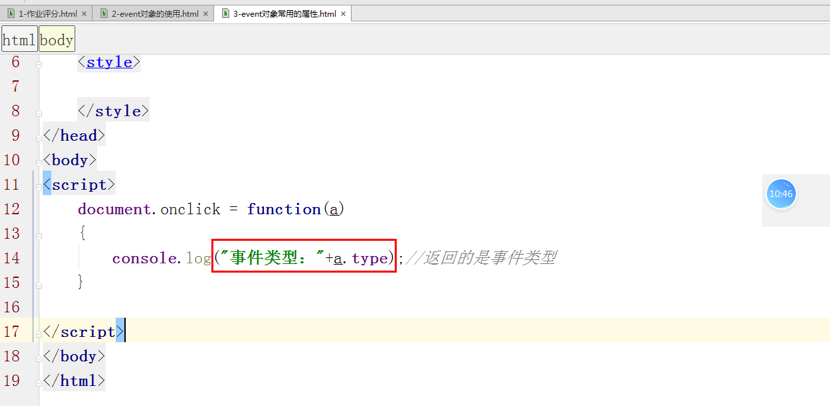 1-作业评分.html × 2-event对象的使用.html × 3-event对象常用的属性.html ×
html body
6 <style>
7
8 </style>
9 </head>
10 <body>
11 <script>
12 document.onclick = function(a)
13 {
14 console.log("事件类型："+a.type);//返回的是事件类型
15 }
16
17 </script>
18 </body>
19 </html>
10:46